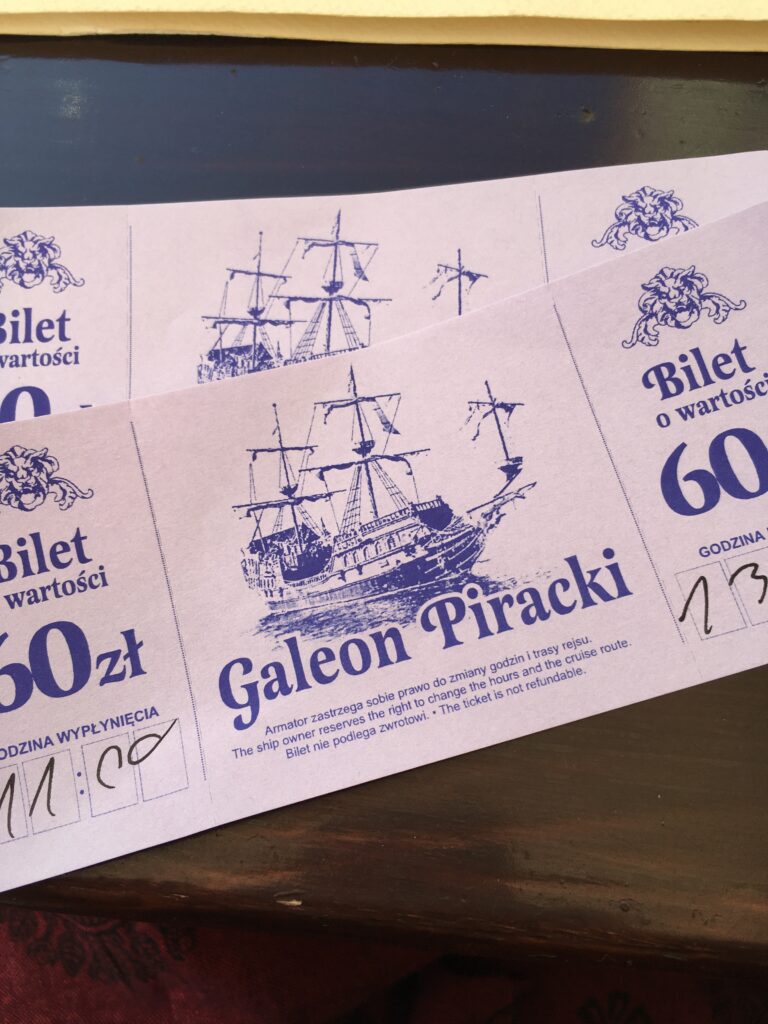 Bilet
wartości
Bilet
wartości
60zł
GODZINA WYPŁYNIĘCIA
11:00
Galeon Piracki
Armator zastrzega sobie prawo do zmiany godzin i trasy rejsu.
The ship owner reserves the right to change the hours and the cruise route.
Bilet nie podlega zwrotowi. • The ticket is not refundable.
Bilet
o wartości
60
GODZINA
13